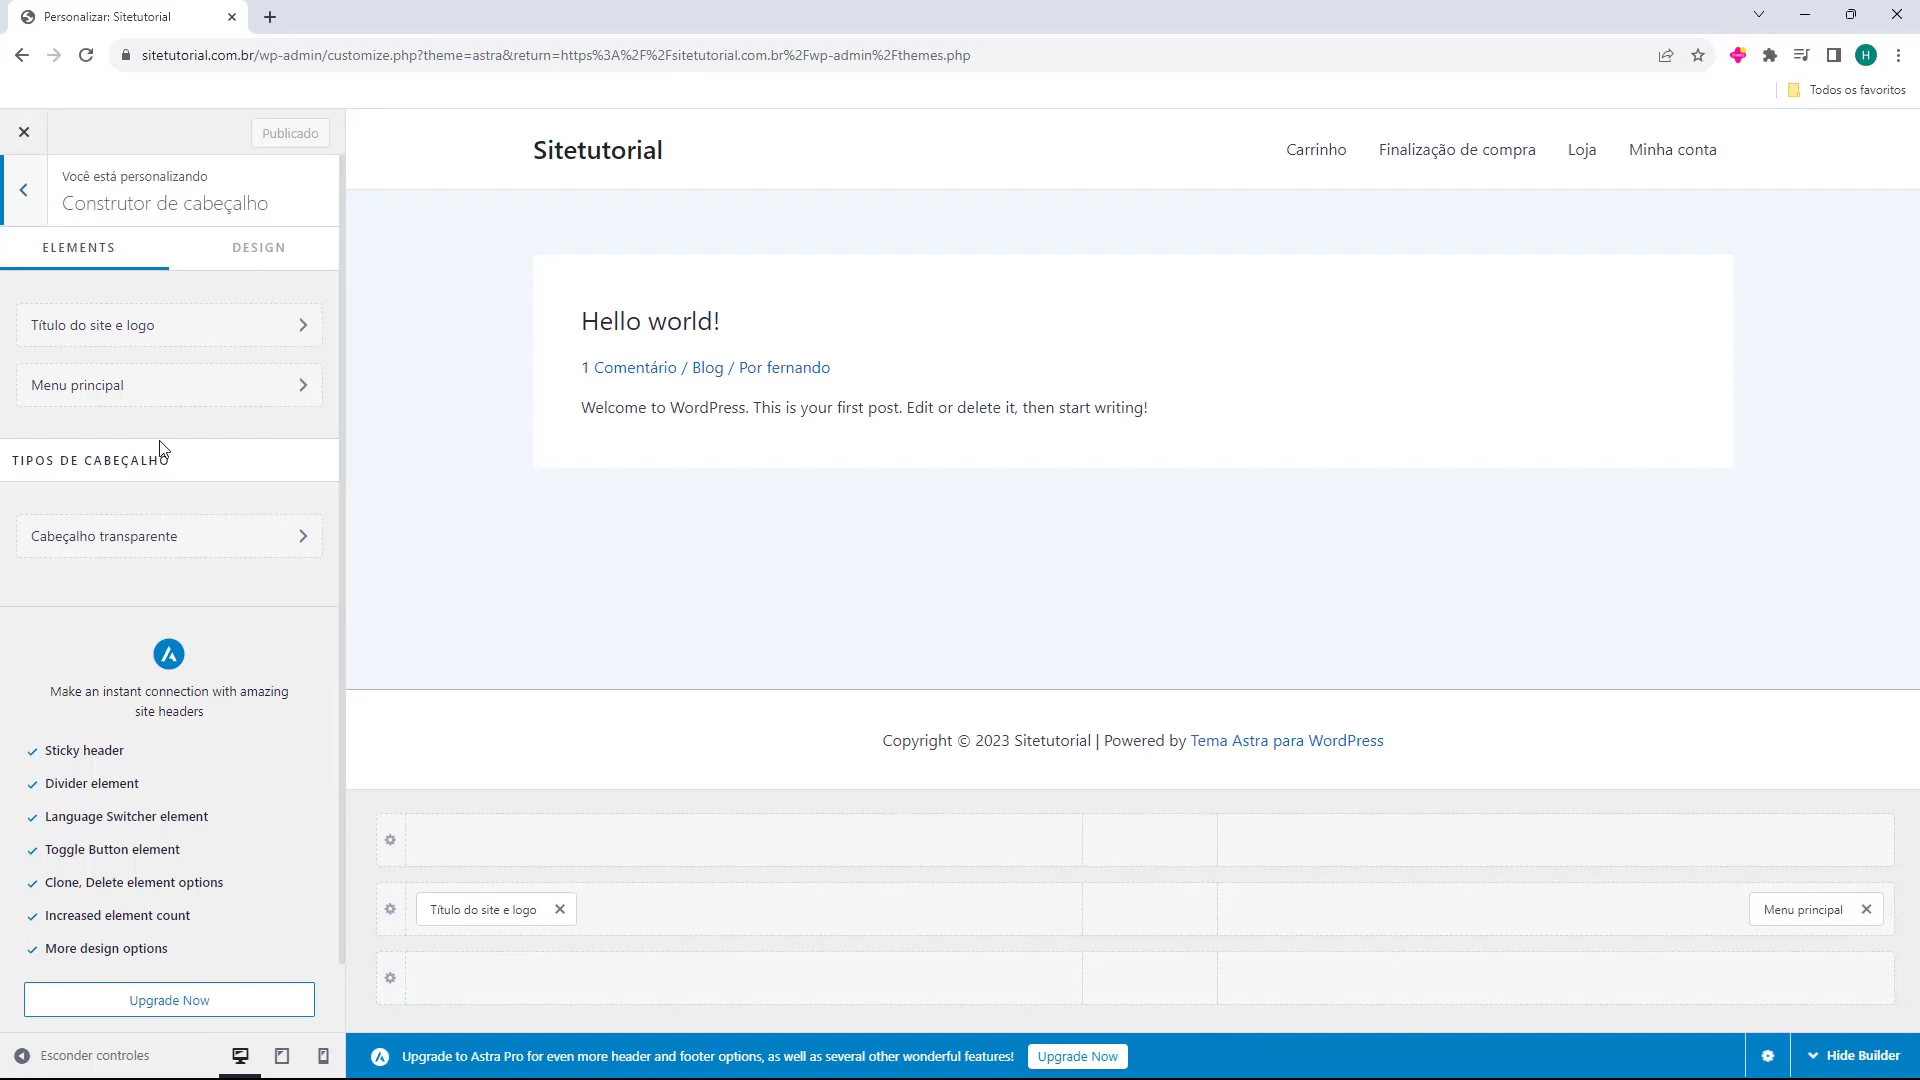 Personalizar: Sitetutorial
sitetutorial.com.br/wp-admin/customize.php?theme=astra&return=https%3A%2F%2Fsitetutorial.com.br%2Fwp-admin%2Fthemes.php
H
Todos os favoritos
Publicado
Você está personalizando
Construtor de cabeçalho
ELEMENTS
DESIGN
Título do site e logo
Menu principal
TIPOS DE CABEÇALHO
Cabeçalho transparente
Make an instant connection with amazing
site headers
Sticky header
Divider element
Language Switcher element
Toggle Button element
Clone, Delete element options
Increased element count
More design options
Upgrade Now
Esconder controles
Sitetutorial
Carrinho Finalização de compra Loja Minha conta
Hello world!
1 Comentário / Blog / Por fernando
Welcome to WordPress. This is your first post. Edit or delete it, then start writing!
Copyright © 2023 Sitetutorial | Powered by Tema Astra para WordPress
Título do site e logo
Menu principal
Upgrade to Astra Pro for even more header and footer options, as well as several other wonderful features!
Upgrade Now
Hide Builder